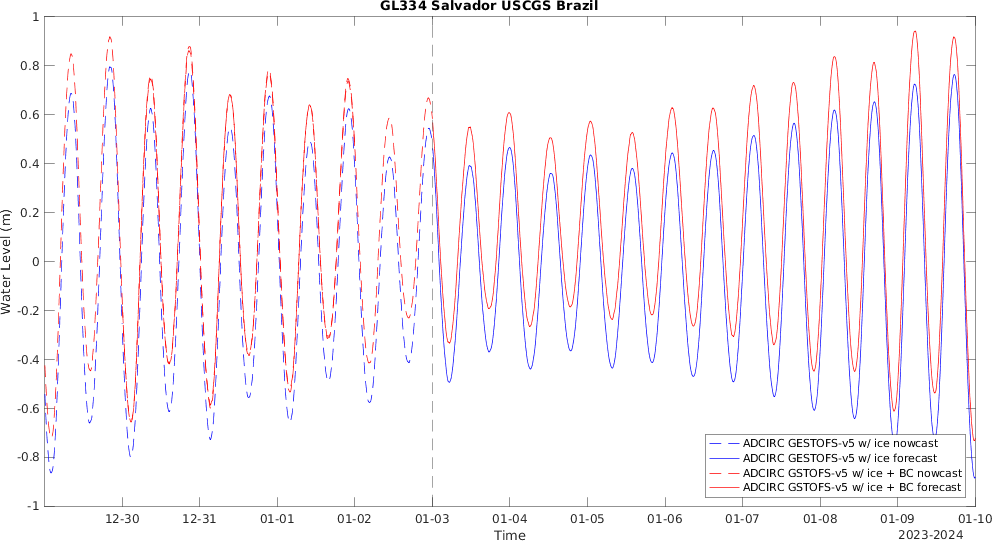 GL334 Salvador USCGS Brazil
1
0.8
0.6
0.4
0.2
0
-0.2
-0.4
-0.6
-0.8
-1
Water Level (m)
ADCIRC GESTOFS-v5 w/ ice nowcast
ADCIRC GESTOFS-v5 w/ ice forecast
ADCIRC GSTOFS-v5 w/ ice + BC nowcast
ADCIRC GSTOFS-v5 w/ ice + BC forecast
12-30 12-31 01-01 01-02 01-03 01-04 01-05 01-06 01-07 01-08 01-09 01-10
Time
2023-2024